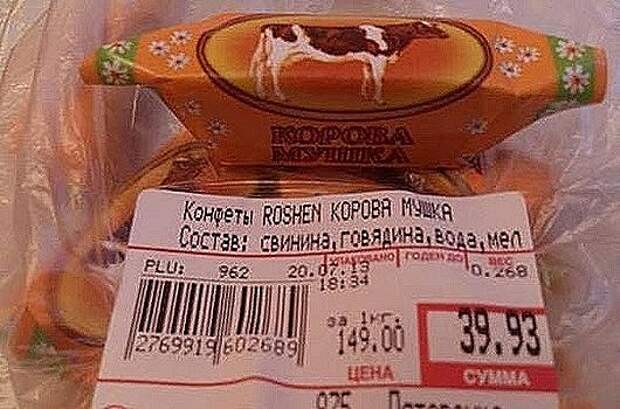 КОРОВА
МУШКА
Конфеты ROSHEN КОРОВА МУШКА
Состав: свинина,говядина,вода,мел
УПАКОВАНО ГОДЕН ДО ВЕС
PLU: 962 20.07.13 0.268
18:34
за 1кг.
149.00
39.93
2769919602689
ЦЕНА
СУММА